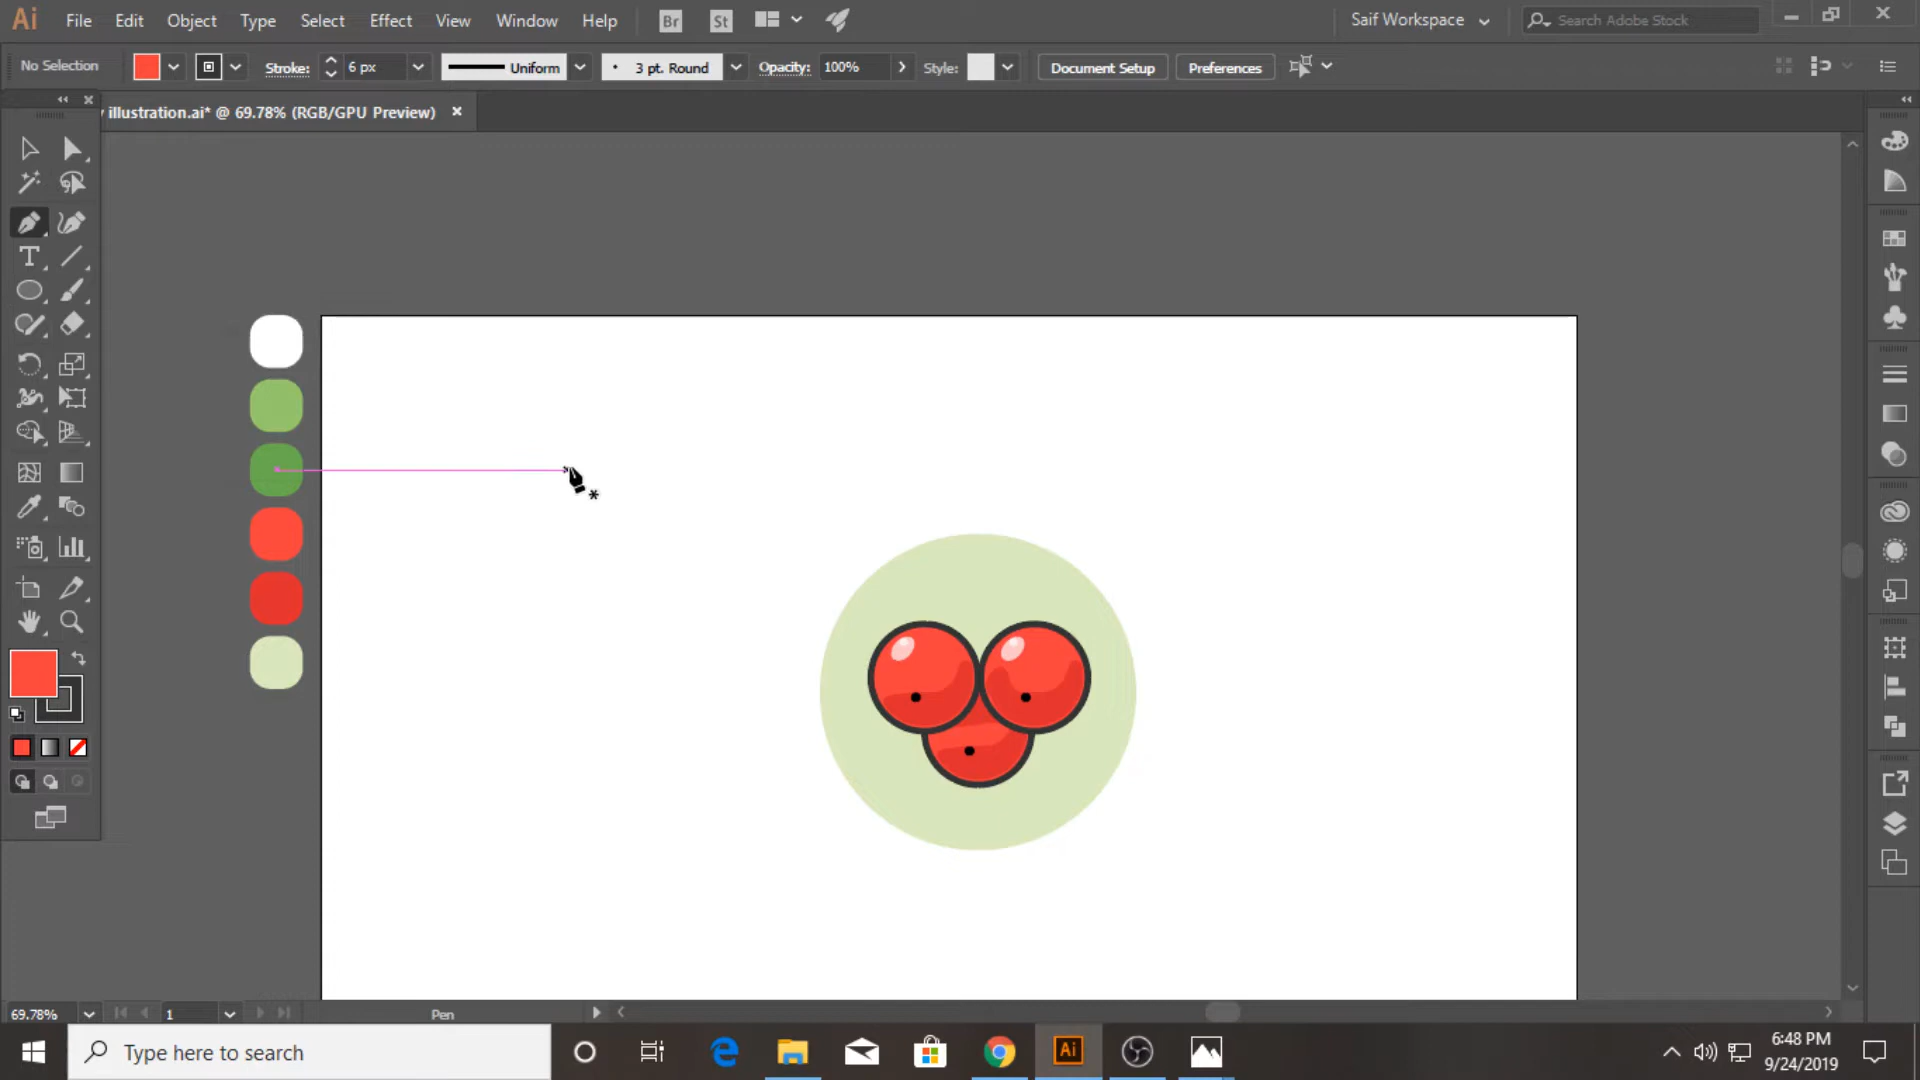 Ai File Edit Object Type Select Effect View Window Help Br St Saif Workspace Search Adobe Stock
No Selection Stroke: 6 px Uniform 3 pt. Round Opacity: 100% Style: Document Setup Preferences
illustration.ai* @ 69.78% (RGB/GPU Preview)
T
69.78% 1 Pen
Type here to search Ai 6:48 PM
9/24/2019